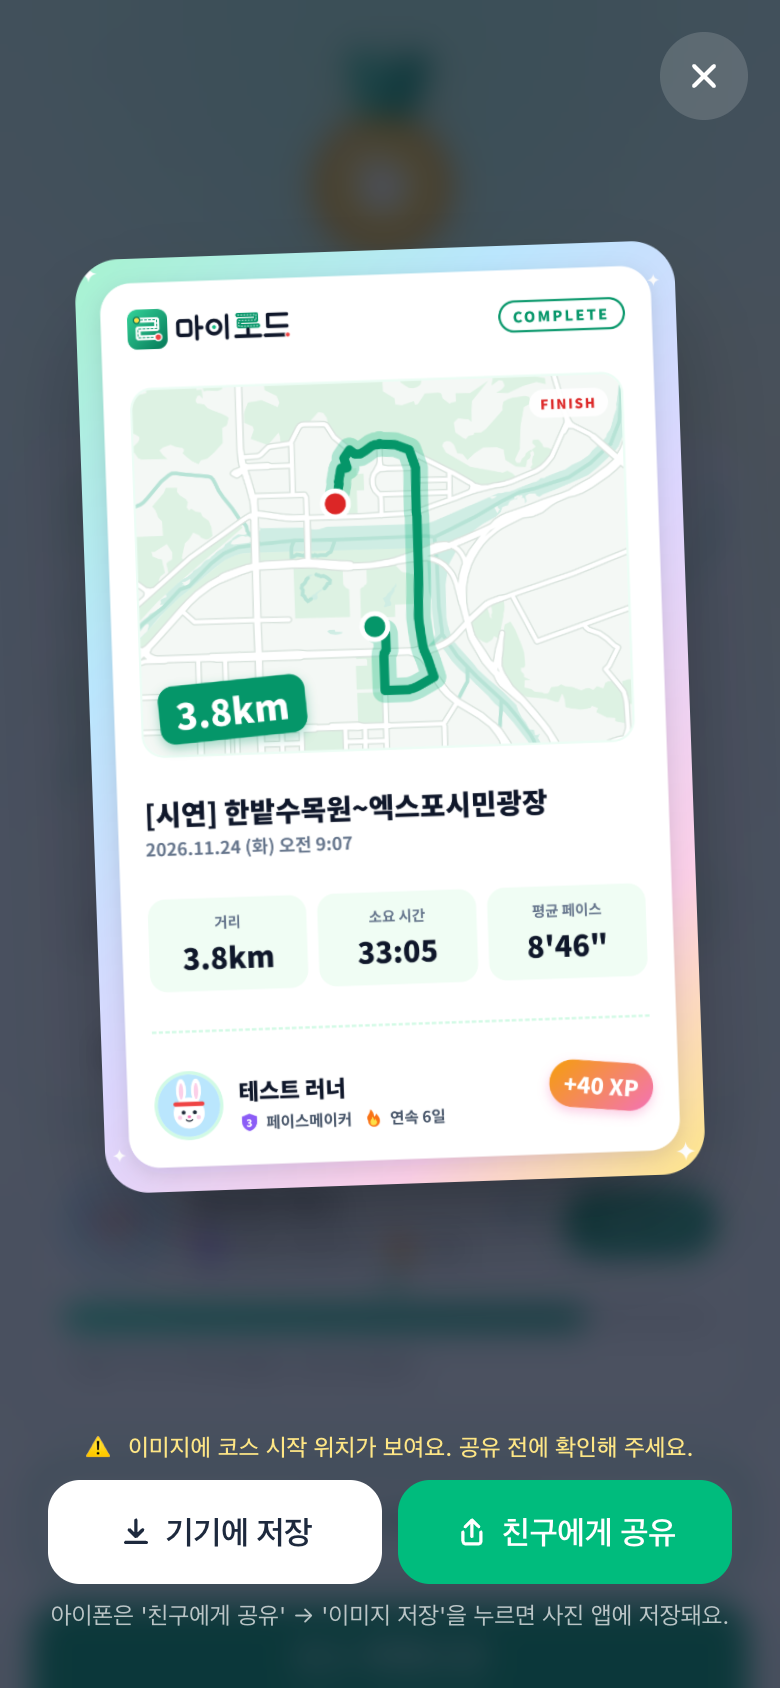 마이로드
COMPLETE
FINISH
3.8km
[시연] 한밭수목원~엑스포시민광장
2026.11.24 (화) 오전 9:07
거리
3.8km
소요 시간
33:05
평균 페이스
8'46"
테스트 러너
3 페이스메이커 연속 6일
+40 XP
이미지에 코스 시작 위치가 보여요. 공유 전에 확인해 주세요.
기기에 저장
친구에게 공유
아이폰은 '친구에게 공유' → '이미지 저장'을 누르면 사진 앱에 저장돼요.